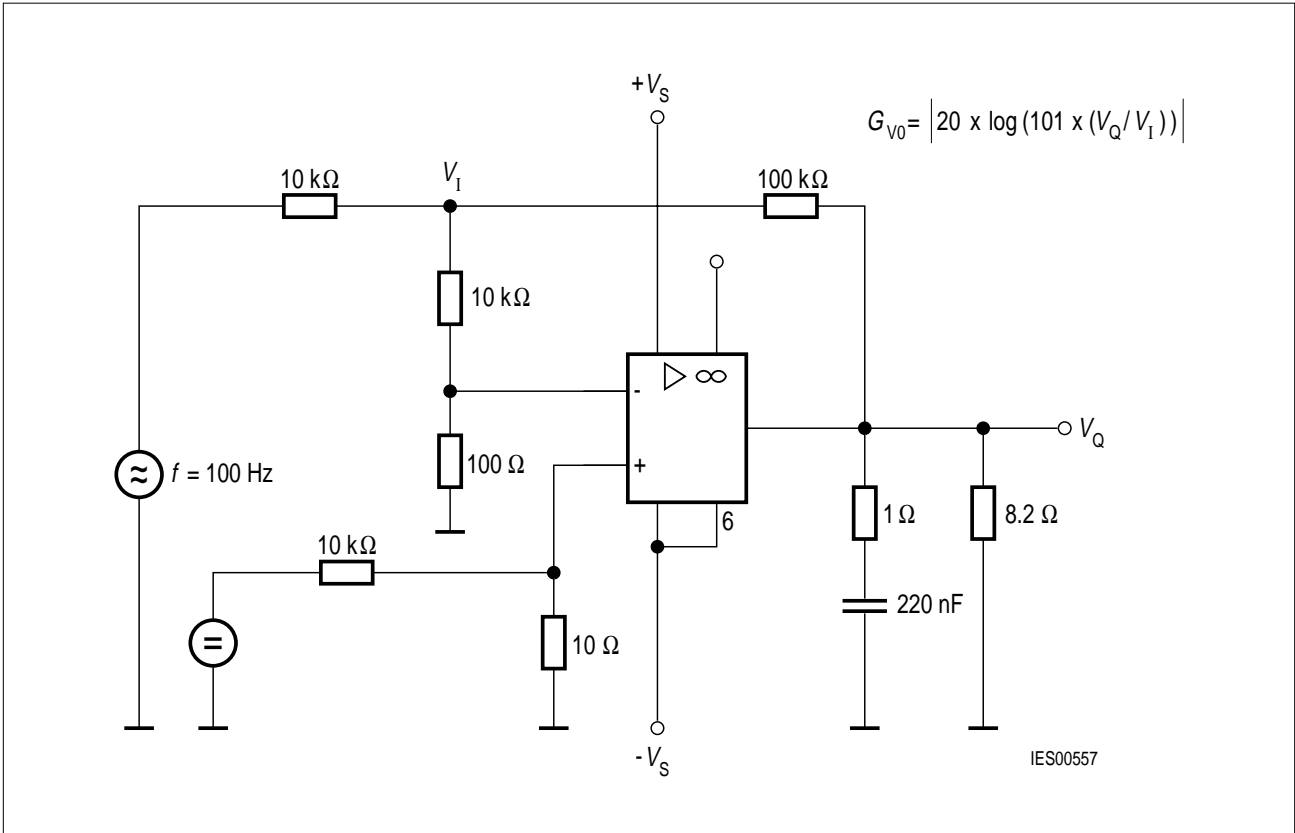 +VS
GV0 = |20 x log (101 x (VQ/VI))|
10 kΩ
VI
100 kΩ
10 kΩ
▷ ∞
-
+
100 Ω
6
VQ
≈ f = 100 Hz
1 Ω
8.2 Ω
10 kΩ
220 nF
=
10 Ω
-VS
IES00557